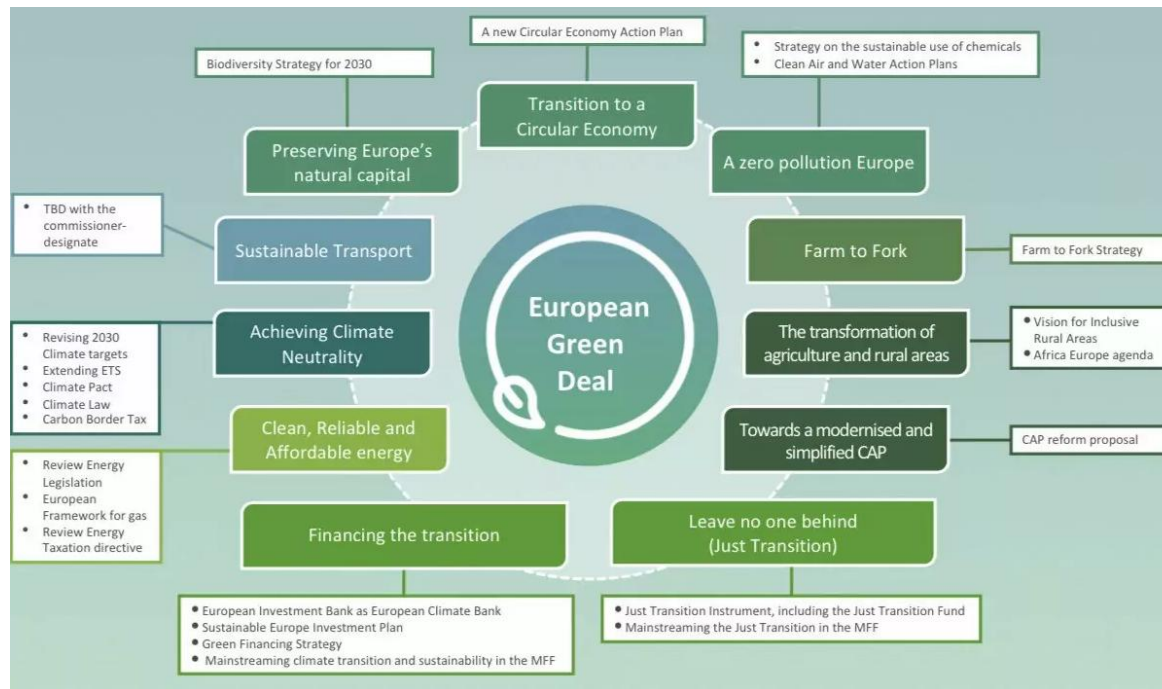 A new Circular Economy Action Plan
Transition to a
Circular Economy
• Strategy on the sustainable use of chemicals
• Clean Air and Water Action Plans
A zero pollution Europe
Biodiversity Strategy for 2030
Preserving Europe's
natural capital
• TBD with the
commissioner-
designate
Sustainable Transport
Farm to Fork
Farm to Fork Strategy
European
Green
Deal
Achieving Climate
Neutrality
• Revising 2030
Climate targets
• Extending ETS
• Climate Pact
• Climate Law
• Carbon Border Tax
The transformation of
agriculture and rural areas
• Vision for Inclusive
Rural Areas
• Africa Europe agenda
Clean, Reliable and
Affordable energy
• Review Energy
Legislation
• European
Framework for gas
• Review Energy
Taxation directive
Towards a modernised and
simplified CAP
CAP reform proposal
Financing the transition
• European Investment Bank as European Climate Bank
• Sustainable Europe Investment Plan
• Green Financing Strategy
• Mainstreaming climate transition and sustainability in the MFF
Leave no one behind
(Just Transition)
• Just Transition Instrument, including the Just Transition Fund
• Mainstreaming the Just Transition in the MFF